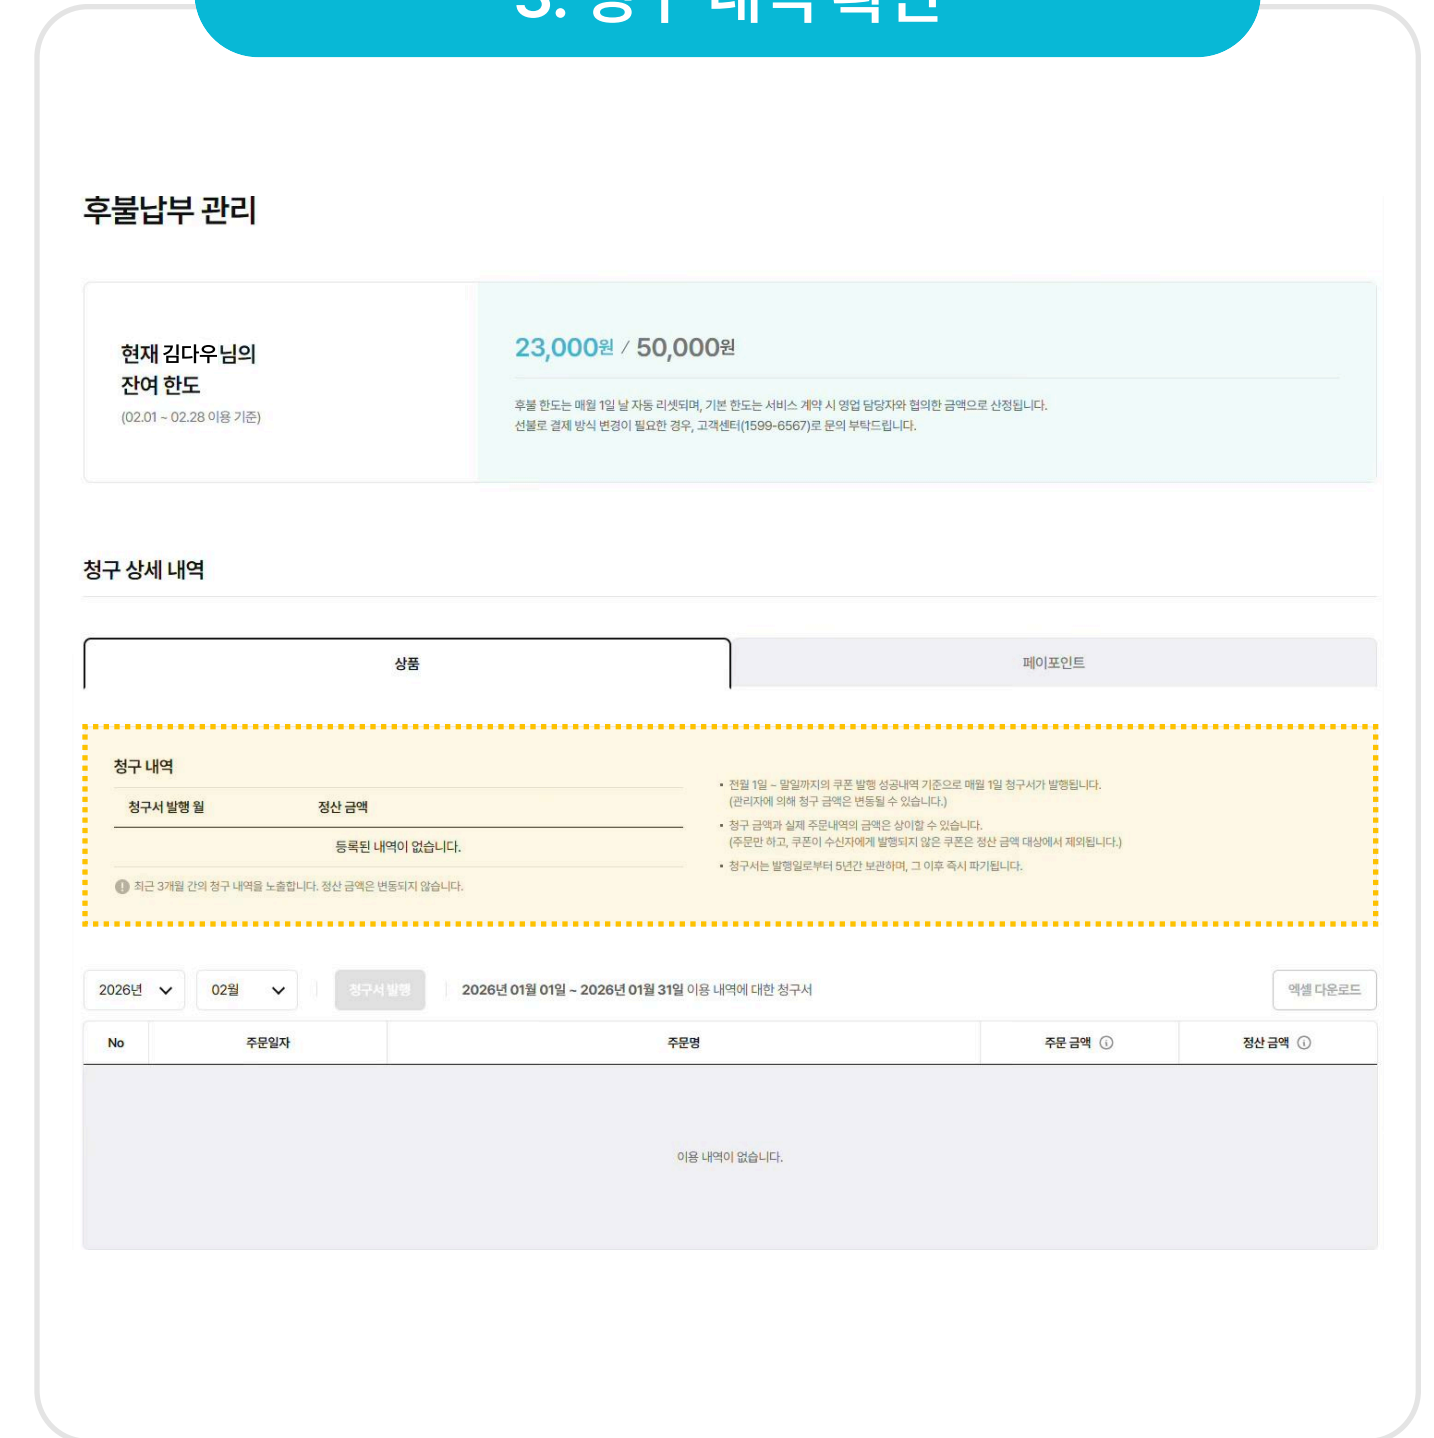 3. 청구 내역 확인
후불납부 관리
현재 김다우님의
잔여 한도
(02.01 ~ 02.28 이용 기준)
23,000원 / 50,000원
후불 한도는 매월 1일 날 자동 리셋되며, 기본 한도는 서비스 계약 시 영업 담당자와 협의한 금액으로 산정됩니다.
선불로 결제 방식 변경이 필요한 경우, 고객센터(1599-6567)로 문의 부탁드립니다.
청구 상세 내역
상품
페이포인트
청구 내역
청구서 발행 월 정산 금액
등록된 내역이 없습니다.
최근 3개월 간의 청구 내역을 노출합니다. 정산 금액은 변동되지 않습니다.
• 전월 1일 ~ 말일까지의 쿠폰 발행 성공내역 기준으로 매월 1일 청구서가 발행됩니다.
(관리자에 의해 청구 금액은 변동될 수 있습니다.)
• 청구 금액과 실제 주문내역의 금액은 상이할 수 있습니다.
(주문만 하고, 쿠폰이 수신자에게 발행되지 않은 쿠폰은 정산 금액 대상에서 제외됩니다.)
• 청구서는 발행일로부터 5년간 보관하며, 그 이후 즉시 파기됩니다.
2026년 02월 청구서 발행 2026년 01월 01일 ~ 2026년 01월 31일 이용 내역에 대한 청구서 엑셀 다운로드
No 주문일자 주문명 주문 금액 정산 금액
이용 내역이 없습니다.